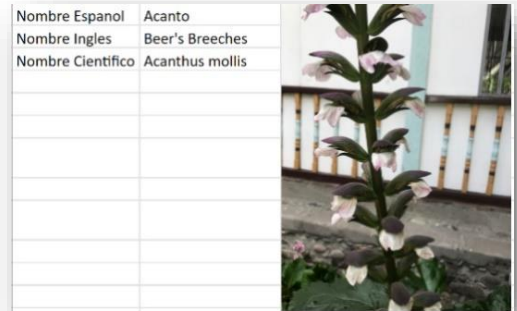 Nombre Espanol Acanto
Nombre Ingles Beer's Breeches
Nombre Cientifico Acanthus mollis